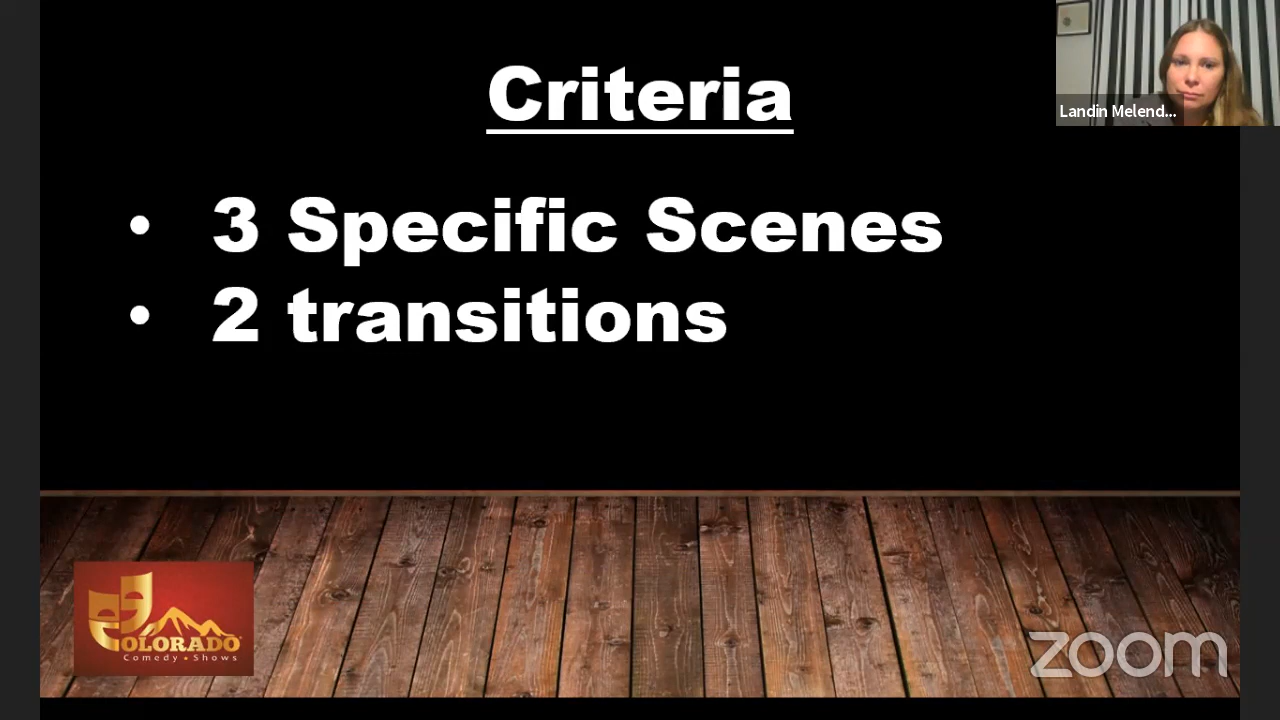 Criteria
Landin Melend...
• 3 Specific Scenes
• 2 transitions
COLORADO
Comedy • Shows
zoom